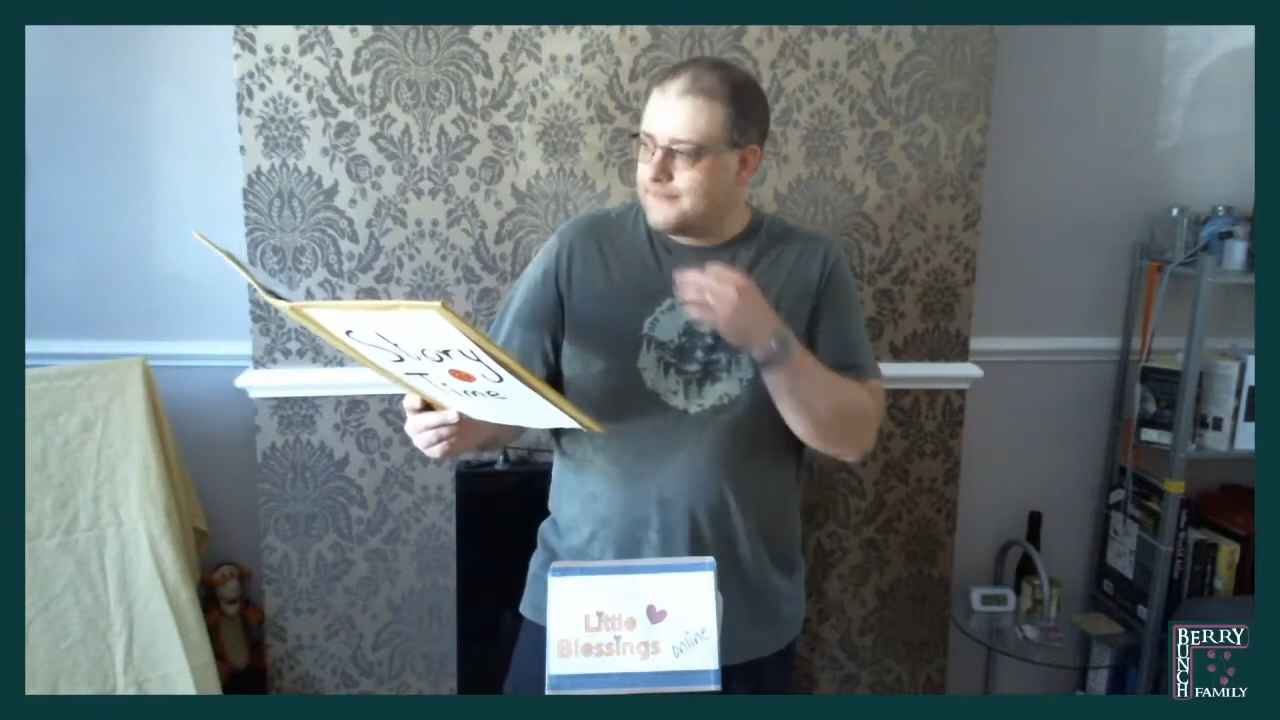 Story
Time
Little
Blessings
online
BERRY
BUNCH
FAMILY